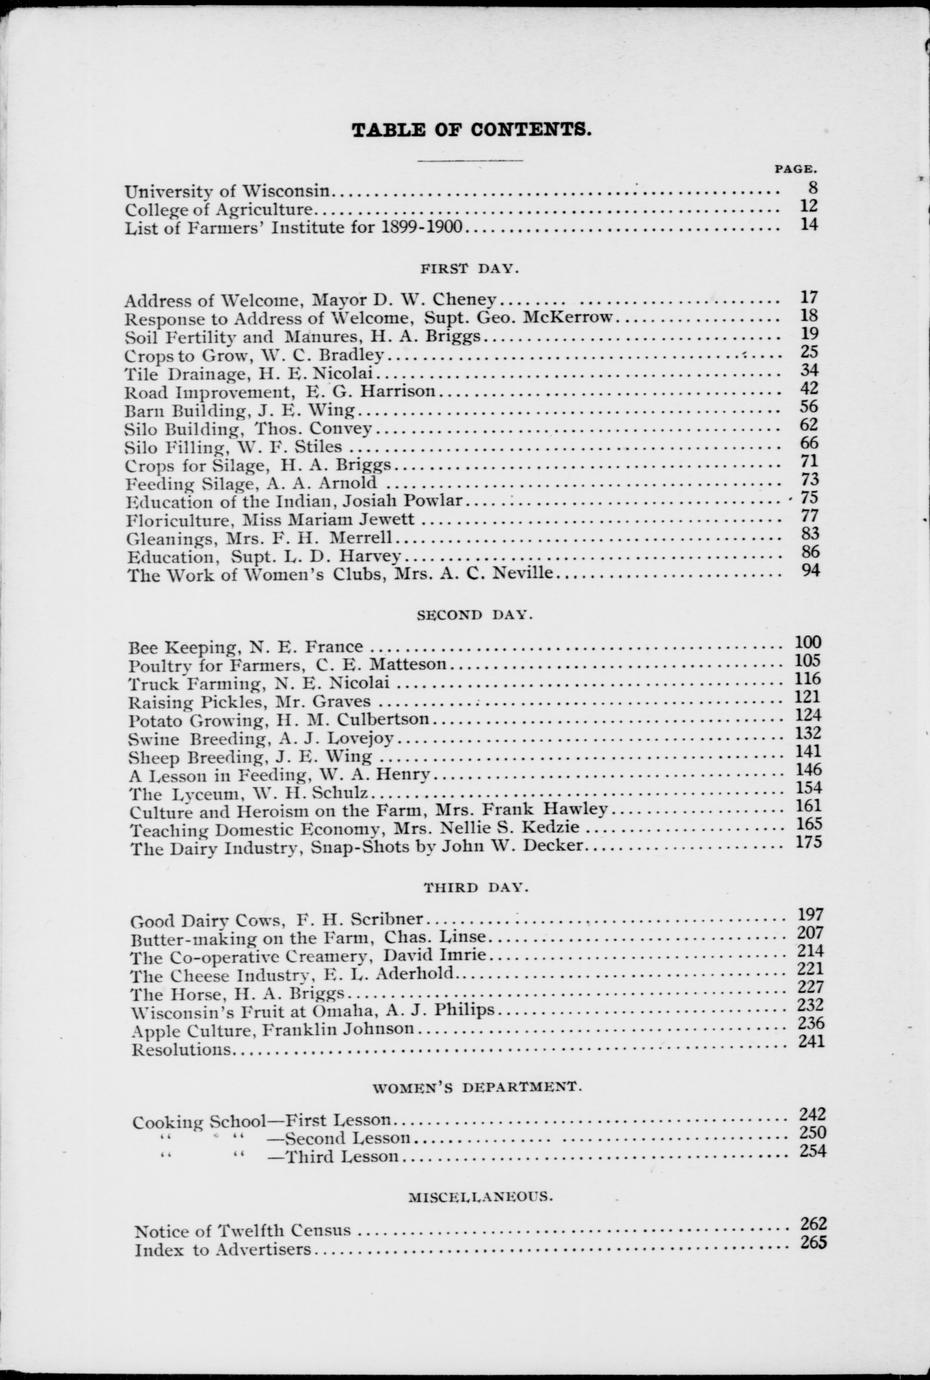 TABLE OF CONTENTS.
PAGE.
University of Wisconsin.................................................... 8
College of Agriculture...................................................... 12
List of Farmers' Institute for 1899-1900..................................... 14
FIRST DAY.
Address of Welcome, Mayor D. W. Cheney........ ........................ 17
Response to Address of Welcome, Supt. Geo. McKerrow................... 18
Soil Fertility and Manures, H. A. Briggs................................... 19
Crops to Grow, W. C. Bradley.............................................. 25
Tile Drainage, H. E. Nicolai............................................... 34
Road Improvement, E. G. Harrison........................................ 42
Barn Building, J. E. Wing................................................. 56
Silo Building, Thos. Convey............................................... 62
Silo Filling, W. F. Stiles .................................................. 66
Crops for Silage, H. A. Briggs............................................. 71
Feeding Silage, A. A. Arnold .............................................. 73
Education of the Indian, Josiah Powlar..................................... 75
Floriculture, Miss Mariam Jewett .......................................... 77
Gleanings, Mrs. F. H. Merrell............................................. 83
Education, Supt. L. D. Harvey............................................ 86
The Work of Women's Clubs, Mrs. A. C. Neville.......................... 94
SECOND DAY.
Bee Keeping, N. E. France ................................................ 100
Poultry for Farmers, C. E. Matteson....................................... 105
Truck Farming, N. E. Nicolai ............................................. 116
Raising Pickles, Mr. Graves ............................................... 121
Potato Growing, H. M. Culbertson......................................... 124
Swine Breeding, A. J. Lovejoy............................................. 132
Sheep Breeding, J. E. Wing ............................................... 141
A Lesson in Feeding, W. A. Henry......................................... 146
The Lyceum, W. H. Schulz................................................ 154
Culture and Heroism on the Farm, Mrs. Frank Hawley.................... 161
Teaching Domestic Economy, Mrs. Nellie S. Kedzie ....................... 165
The Dairy Industry, Snap-Shots by John W. Decker....................... 175
THIRD DAY.
Good Dairy Cows, F. H. Scribner.......................................... 197
Butter-making on the Farm, Chas. Linse................................... 207
The Co-operative Creamery, David Imrie................................... 214
The Cheese Industry, E. L. Aderhold....................................... 221
The Horse, H. A. Briggs................................................... 227
Wisconsin's Fruit at Omaha, A. J. Philips.................................. 232
Apple Culture, Franklin Johnson........................................... 236
Resolutions................................................................ 241
WOMEN'S DEPARTMENT.
Cooking School—First Lesson.............................................. 242
" " —Second Lesson................ .......................... 250
" " —Third Lesson............................................. 254
MISCELLANEOUS.
Notice of Twelfth Census .................................................. 262
Index to Advertisers....................................................... 265